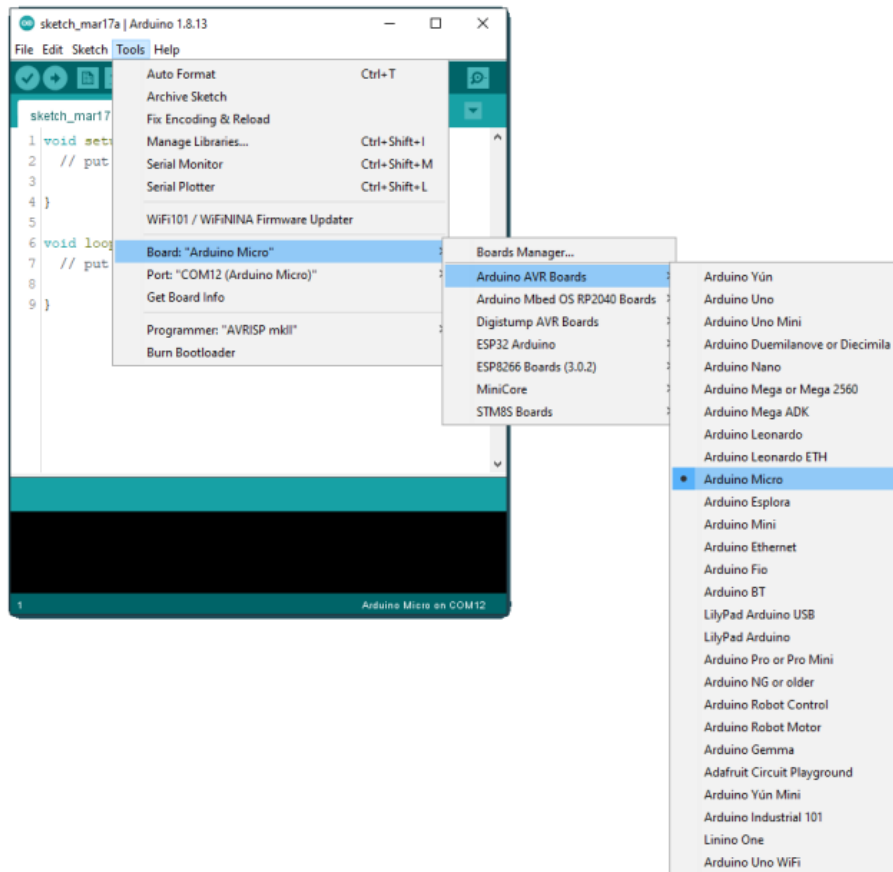 sketch_mar17a | Arduino 1.8.13
File Edit Sketch Tools Help
sketch_mar17
1 void setu
2 // put
3
4 }
5
6 void loop
7 // put
8
9 }
Auto Format Ctrl+T
Archive Sketch
Fix Encoding & Reload
Manage Libraries... Ctrl+Shift+I
Serial Monitor Ctrl+Shift+M
Serial Plotter Ctrl+Shift+L
WiFi101 / WiFiNINA Firmware Updater
Board: "Arduino Micro"
Port: "COM12 (Arduino Micro)"
Get Board Info
Programmer: "AVRISP mkII"
Burn Bootloader
Boards Manager...
Arduino AVR Boards
Arduino Mbed OS RP2040 Boards
Digistump AVR Boards
ESP32 Arduino
ESP8266 Boards (3.0.2)
MiniCore
STM8S Boards
Arduino Yún
Arduino Uno
Arduino Uno Mini
Arduino Duemilanove or Diecimila
Arduino Nano
Arduino Mega or Mega 2560
Arduino Mega ADK
Arduino Leonardo
Arduino Leonardo ETH
Arduino Micro
Arduino Esplora
Arduino Mini
Arduino Ethernet
Arduino Fio
Arduino BT
LilyPad Arduino USB
LilyPad Arduino
Arduino Pro or Pro Mini
Arduino NG or older
Arduino Robot Control
Arduino Robot Motor
Arduino Gemma
Adafruit Circuit Playground
Arduino Yún Mini
Arduino Industrial 101
Linino One
Arduino Uno WiFi
1 Arduino Micro on COM12